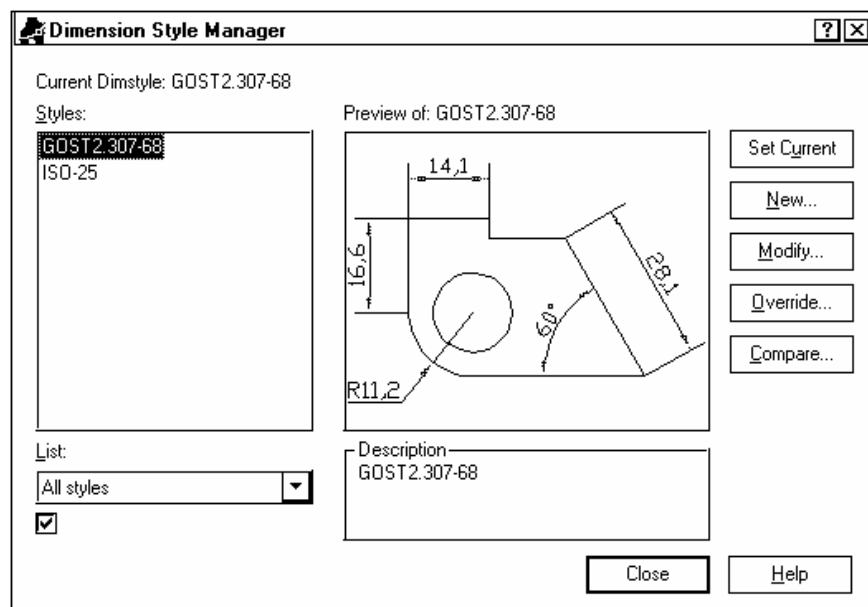 Dimension Style Manager
Current Dimstyle: GOST2.307-68
Styles:
GOST2.307-68
ISO-25
Preview of: GOST2.307-68
14,1
16,6
28,1
60°
R11,2
Set Current
New...
Modify...
Override...
Compare...
List:
All styles
Description
GOST2.307-68
Close
Help